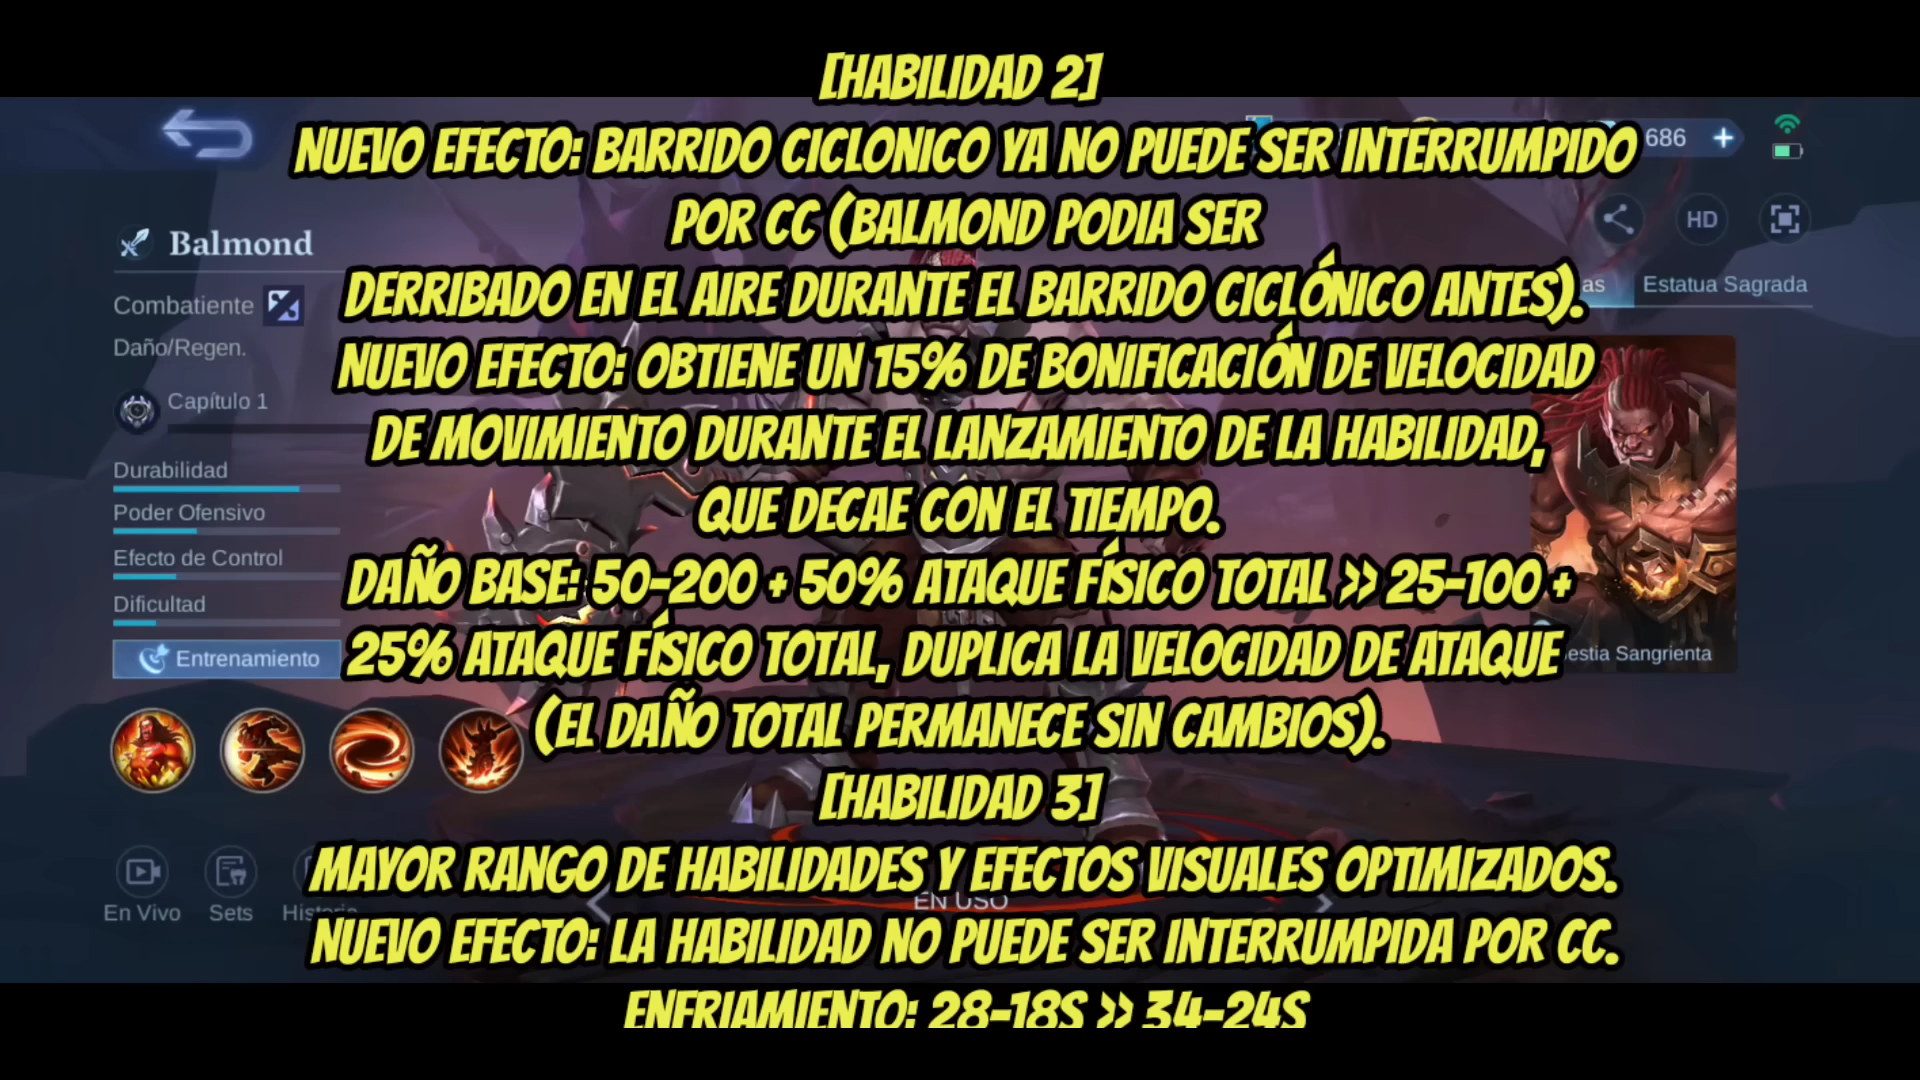 [HABILIDAD 2]
NUEVO EFECTO: BARRIDO CICLONICO YA NO PUEDE SER INTERRUMPIDO
POR CC (BALMOND PODIA SER
DERRIBADO EN EL AIRE DURANTE EL BARRIDO CICLÓNICO ANTES).
NUEVO EFECTO: OBTIENE UN 15% DE BONIFICACIÓN DE VELOCIDAD
DE MOVIMIENTO DURANTE EL LANZAMIENTO DE LA HABILIDAD,
QUE DECAE CON EL TIEMPO.
DAÑO BASE: 50-200 + 50% ATAQUE FÍSICO TOTAL >> 25-100 +
25% ATAQUE FÍSICO TOTAL, DUPLICA LA VELOCIDAD DE ATAQUE
(EL DAÑO TOTAL PERMANECE SIN CAMBIOS).
[HABILIDAD 3]
MAYOR RANGO DE HABILIDADES Y EFECTOS VISUALES OPTIMIZADOS.
NUEVO EFECTO: LA HABILIDAD NO PUEDE SER INTERRUMPIDA POR CC.
ENFRIAMIENTO: 28-18S >> 34-24S
686 +
HD
Balmond
Combatiente
Daño/Regen.
Capítulo 1
Durabilidad
Poder Ofensivo
Efecto de Control
Dificultad
Entrenamiento
En Vivo
Sets
Historia
EN USO
as
Estatua Sagrada
estia Sangrienta